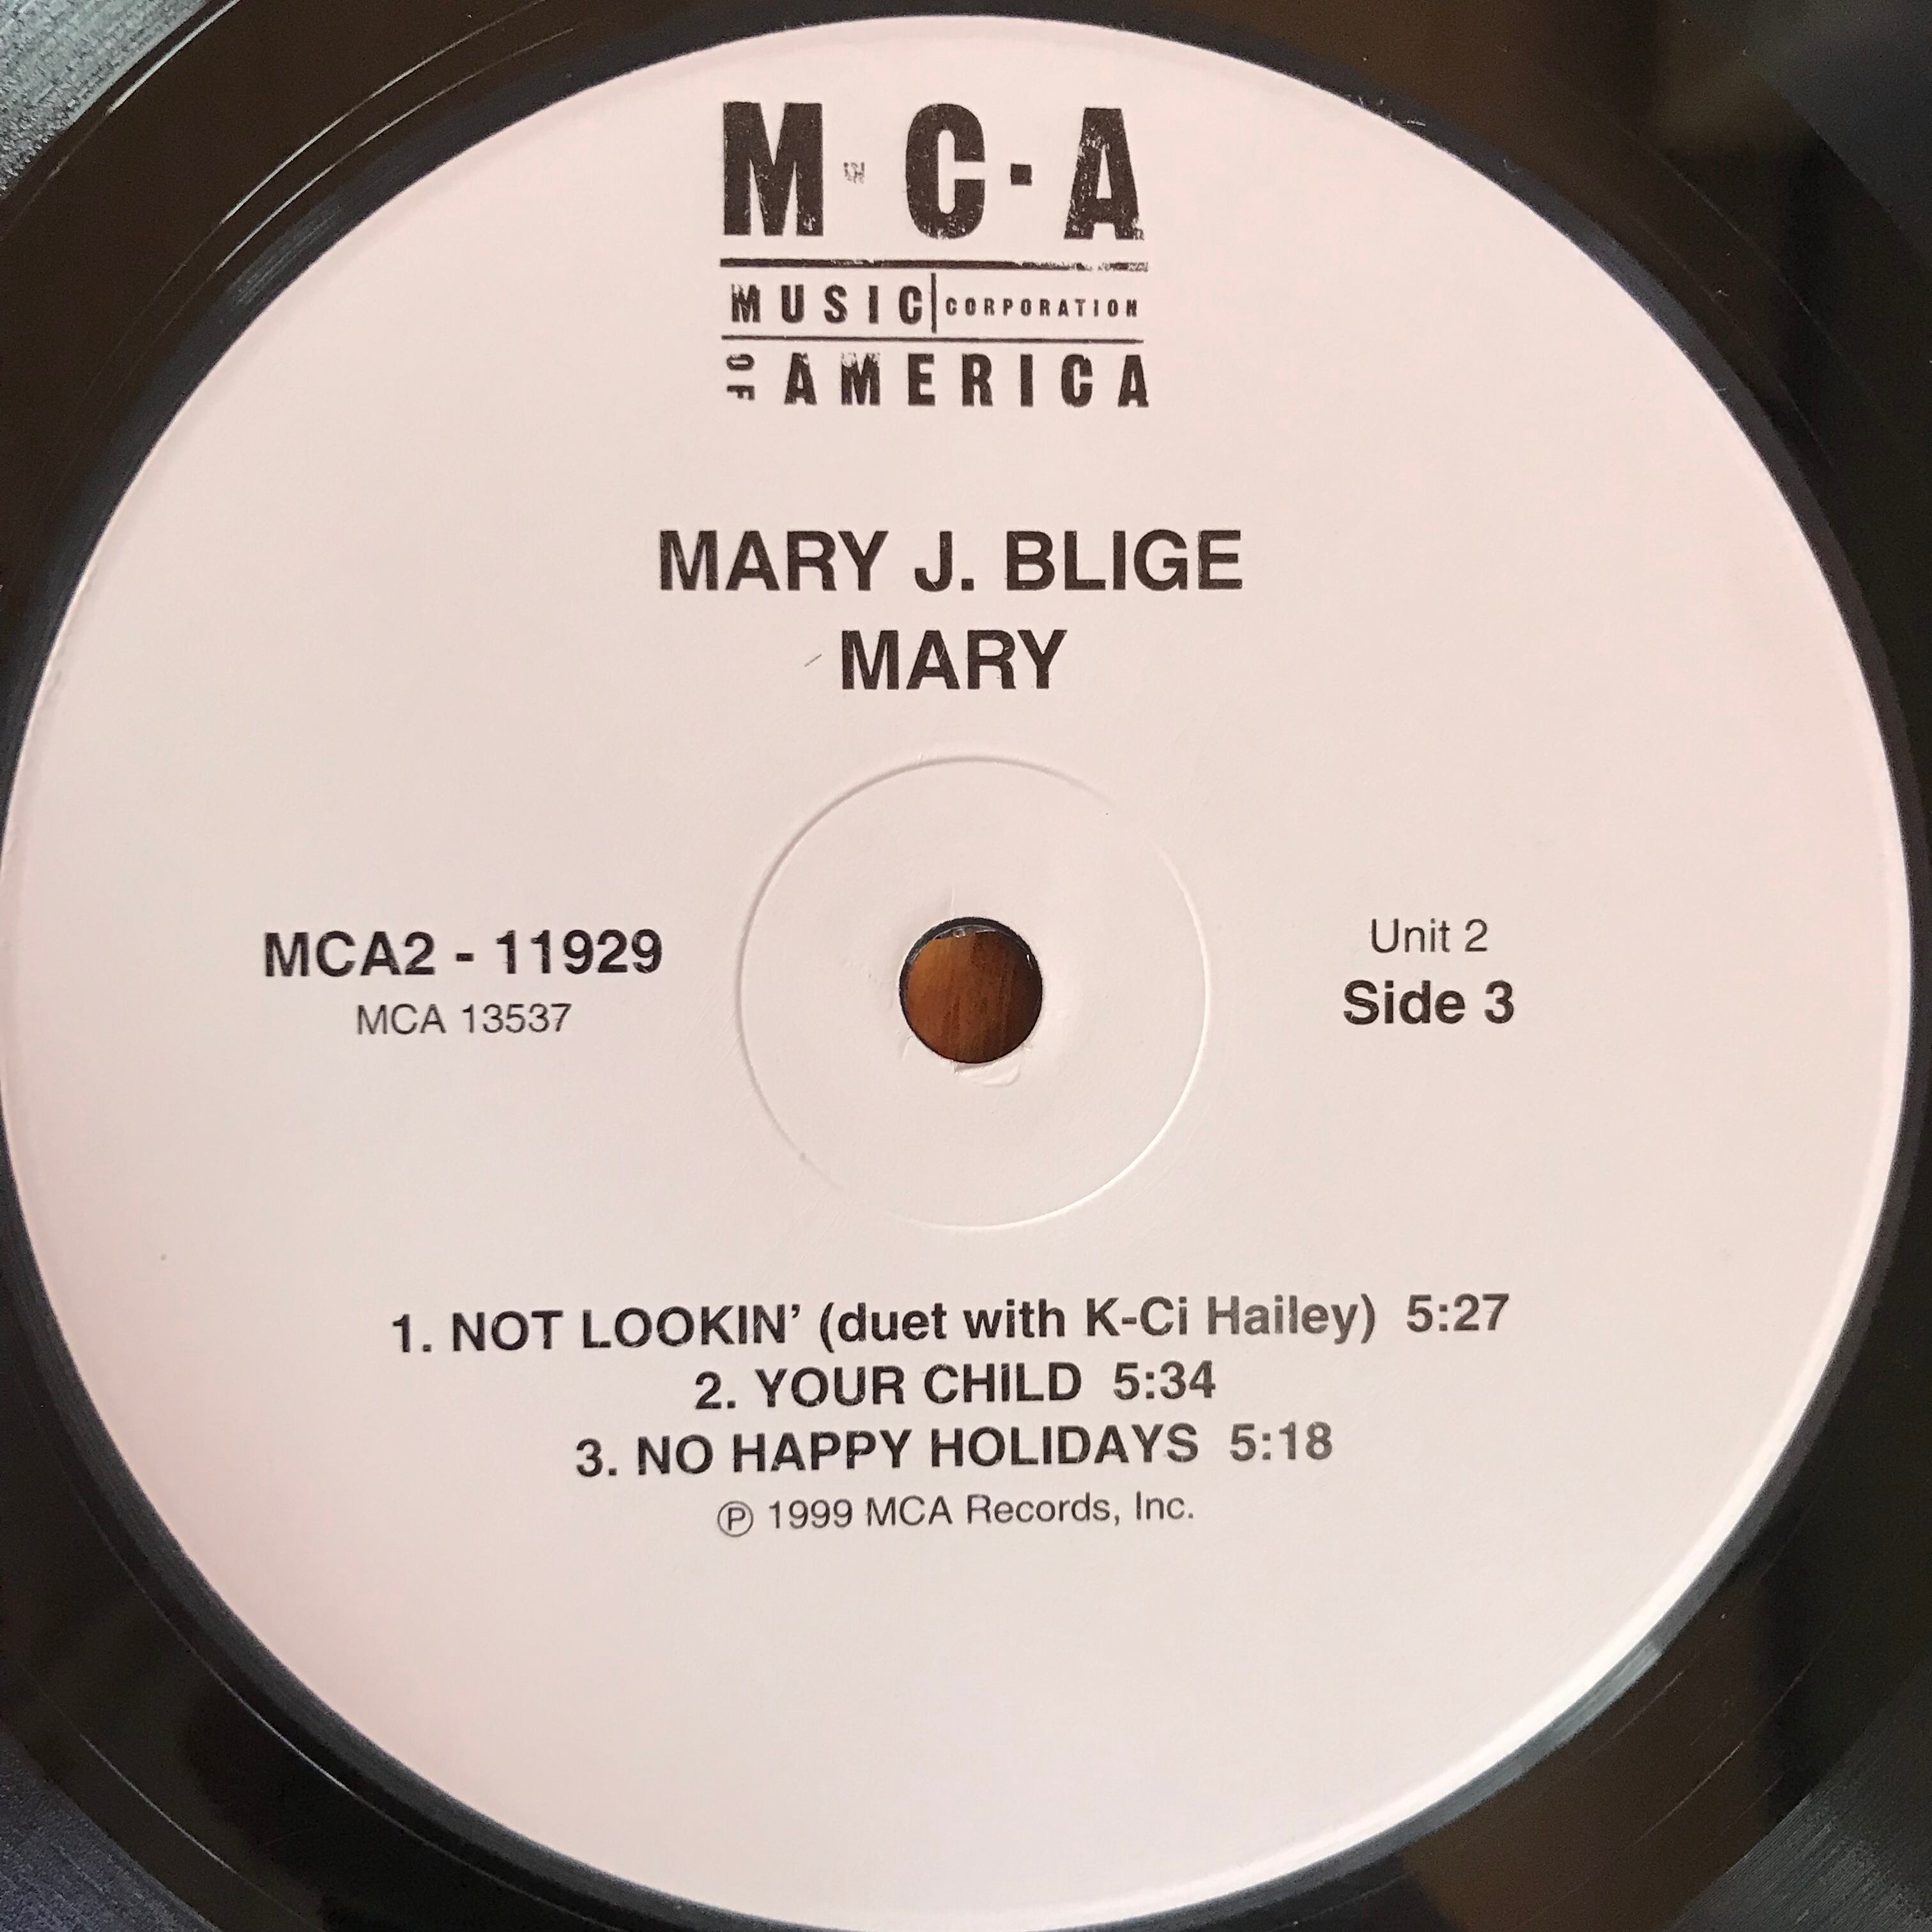 M·C·A
MUSIC CORPORATION
OF AMERICA
MARY J. BLIGE
MARY
MCA2 - 11929
MCA 13537
Unit 2
Side 3
1. NOT LOOKIN’ (duet with K-Ci Hailey) 5:27
2. YOUR CHILD 5:34
3. NO HAPPY HOLIDAYS 5:18
℗ 1999 MCA Records, Inc.